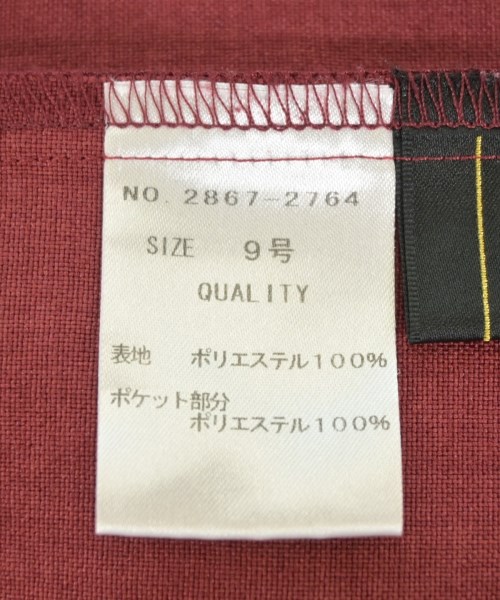 NO. 2867-2764
SIZE 9号
QUALITY
表地 ポリエステル100%
ポケット部分
ポリエステル100%